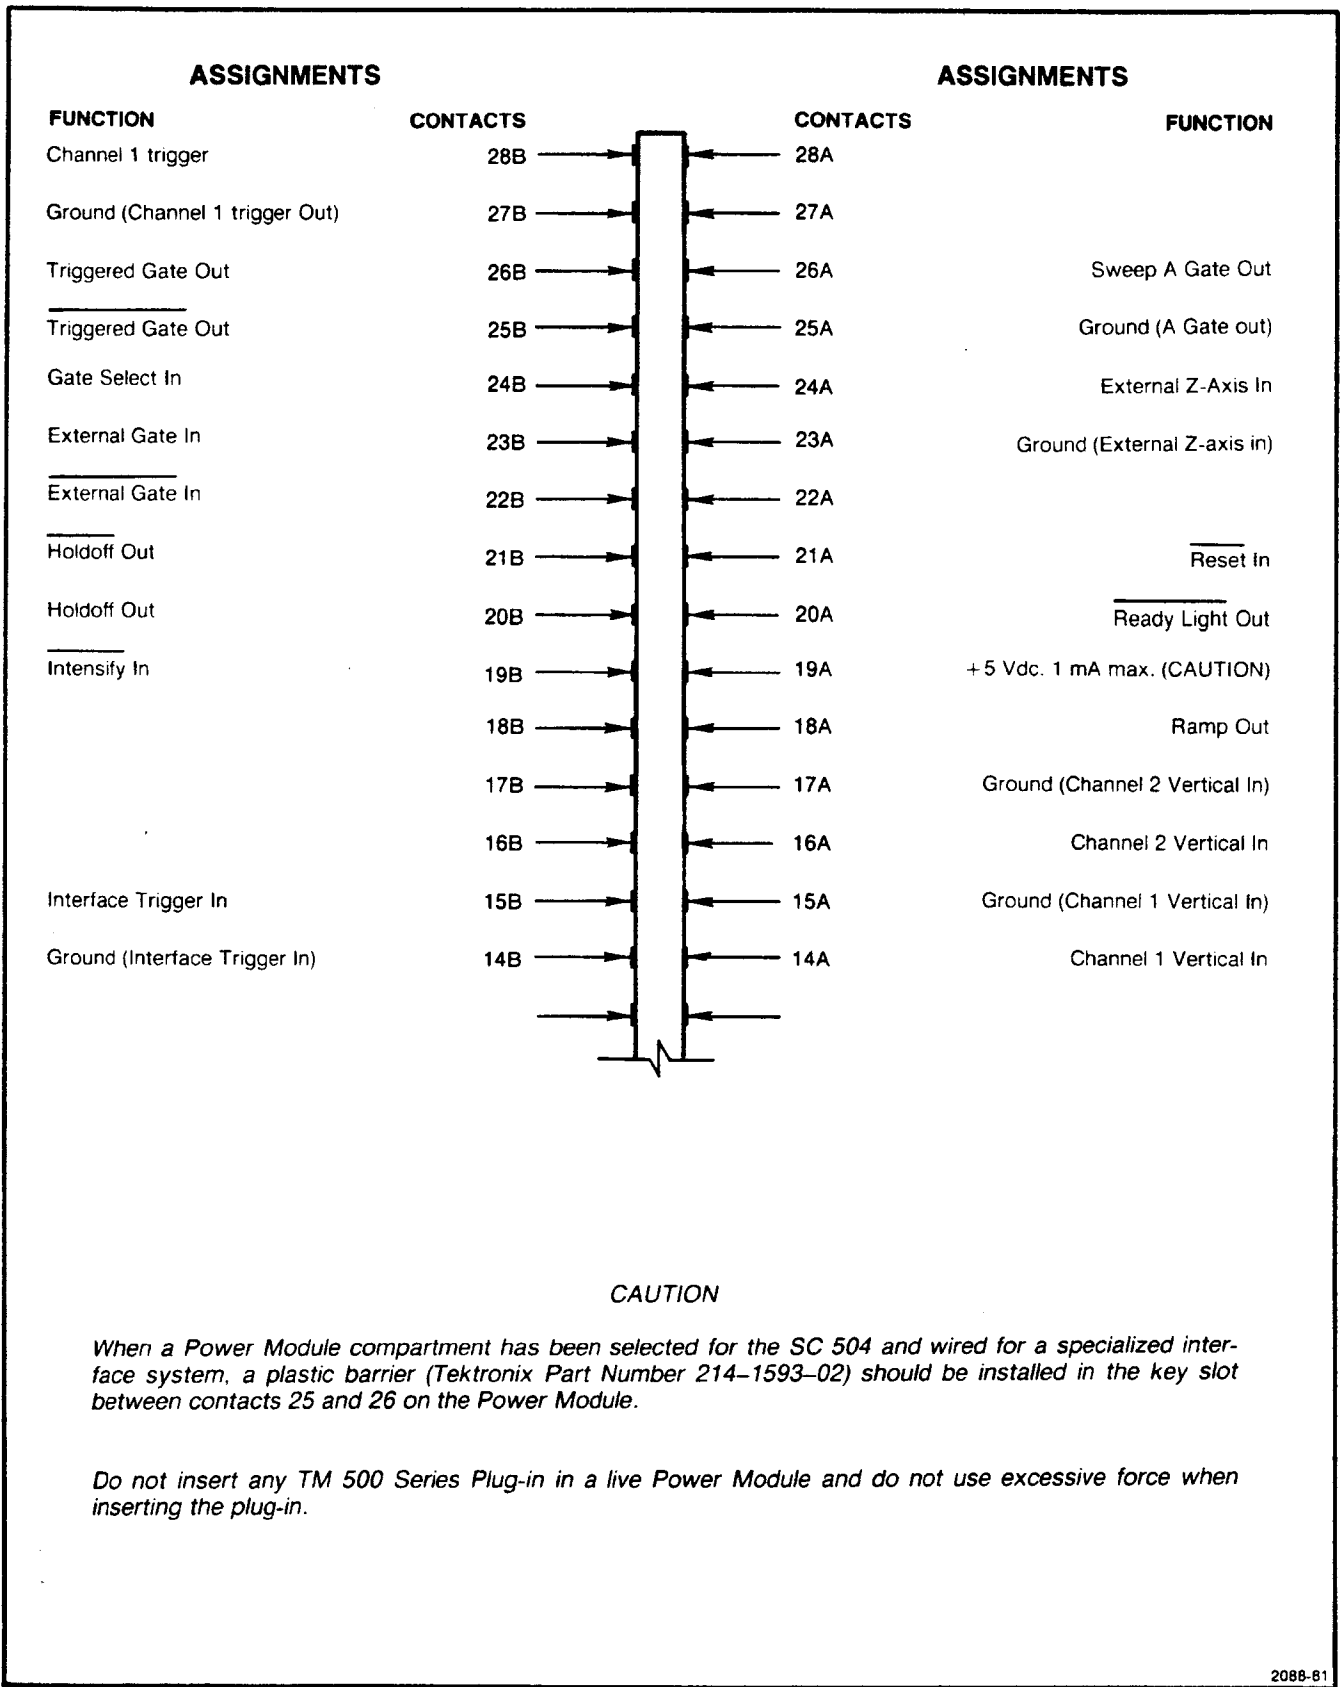 ASSIGNMENTS ASSIGNMENTS
FUNCTION CONTACTS CONTACTS FUNCTION
Channel 1 trigger 28B 28A
Ground (Channel 1 trigger Out) 27B 27A
Triggered Gate Out 26B 26A Sweep A Gate Out
Triggered Gate Out 25B 25A Ground (A Gate out)
Gate Select In 24B 24A External Z-Axis In
External Gate In 23B 23A Ground (External Z-axis in)
External Gate In 22B 22A
Holdoff Out 21B 21A Reset In
Holdoff Out 20B 20A Ready Light Out
Intensify In 19B 19A +5 Vdc. 1 mA max. (CAUTION)
18B 18A Ramp Out
17B 17A Ground (Channel 2 Vertical In)
16B 16A Channel 2 Vertical In
Interface Trigger In 15B 15A Ground (Channel 1 Vertical In)
Ground (Interface Trigger In) 14B 14A Channel 1 Vertical In
CAUTION
When a Power Module compartment has been selected for the SC 504 and wired for a specialized inter-
face system, a plastic barrier (Tektronix Part Number 214–1593–02) should be installed in the key slot
between contacts 25 and 26 on the Power Module.
Do not insert any TM 500 Series Plug-in in a live Power Module and do not use excessive force when
inserting the plug-in.
2088-81